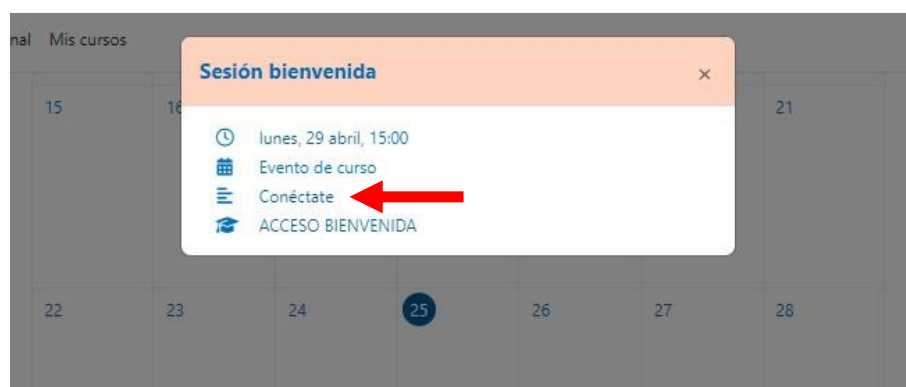 nal Mis cursos
Sesión bienvenida ×
15 16 21
lunes, 29 abril, 15:00
Evento de curso
Conéctate
ACCESO BIENVENIDA
22 23 24 25 26 27 28